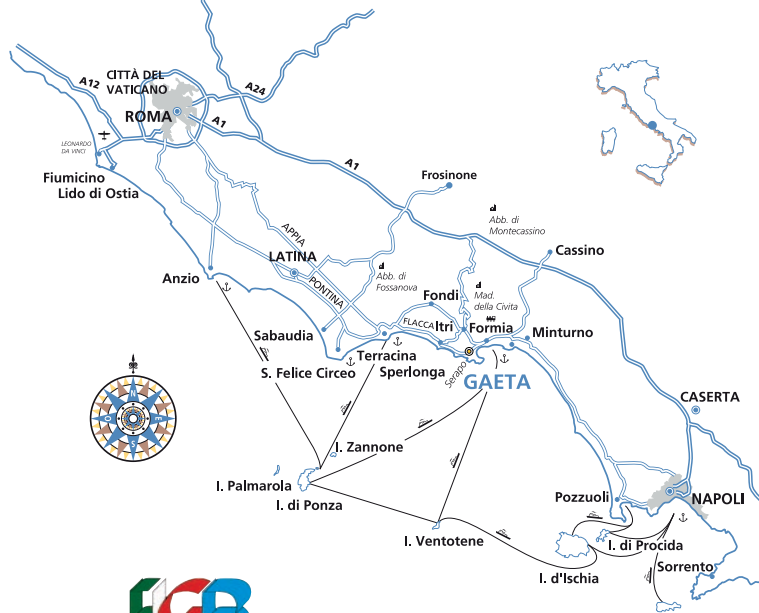 A12
CITTÀ DEL
VATICANO
A24
ROMA
A1
LEONARDO
DA VINCI
Fiumicino
Lido di Ostia
A1
Frosinone
Abb. di
Montecassino
Cassino
APPIA
LATINA
PONTINA
Anzio
Abb. di
Fossanova
Mad.
della Civita
Fondi
FLACCA
Itri
Formia
Minturno
Sabaudia
Terracina
S. Felice Circeo
Sperlonga
Serapo
GAETA
CASERTA
N
O
S
I. Zannone
I. Palmarola
I. di Ponza
Pozzuoli
NAPOLI
I. Ventotene
I. di Procida
I. d'Ischia
Sorrento